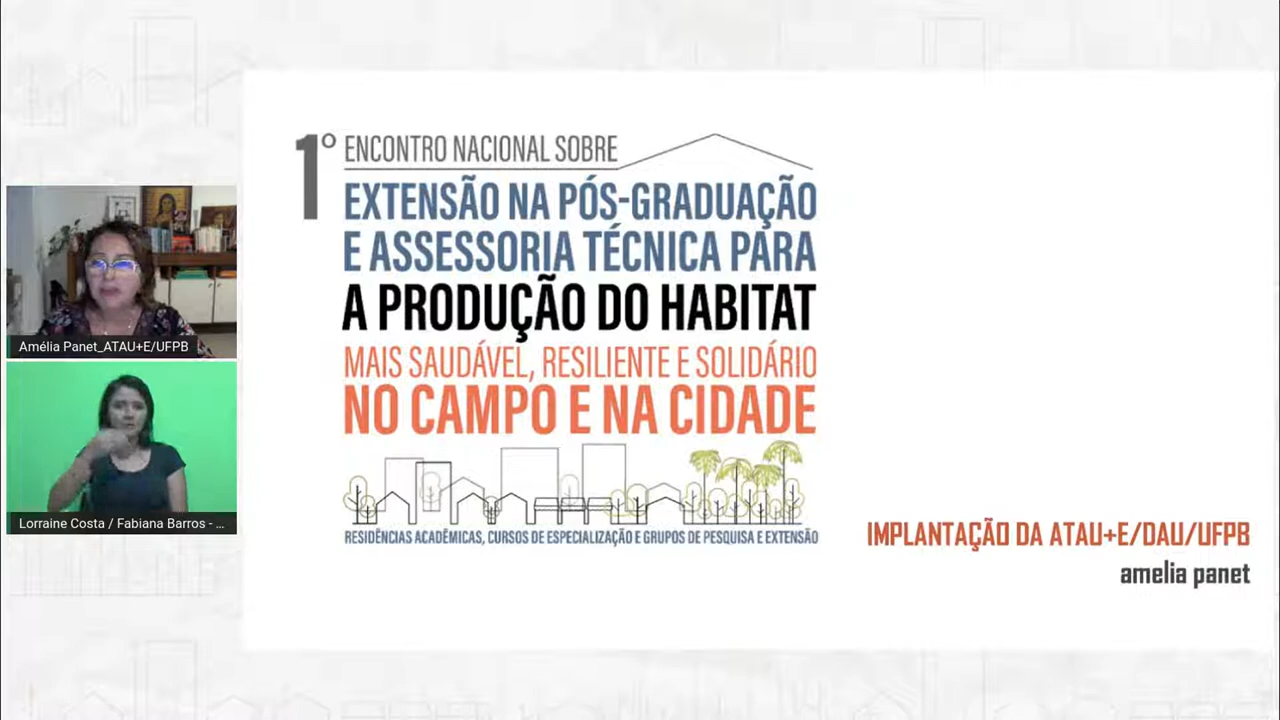 1º ENCONTRO NACIONAL SOBRE
EXTENSÃO NA PÓS-GRADUAÇÃO
E ASSESSORIA TÉCNICA PARA
A PRODUÇÃO DO HABITAT
MAIS SAUDÁVEL, RESILIENTE E SOLIDÁRIO
NO CAMPO E NA CIDADE
RESIDÊNCIAS ACADÊMICAS, CURSOS DE ESPECIALIZAÇÃO E GRUPOS DE PESQUISA E EXTENSÃO
IMPLANTAÇÃO DA ATAU+E/DAU/UFPB
amelia panet
Amélia Panet_ATAU+E/UFPB
Lorraine Costa / Fabiana Barros - ...